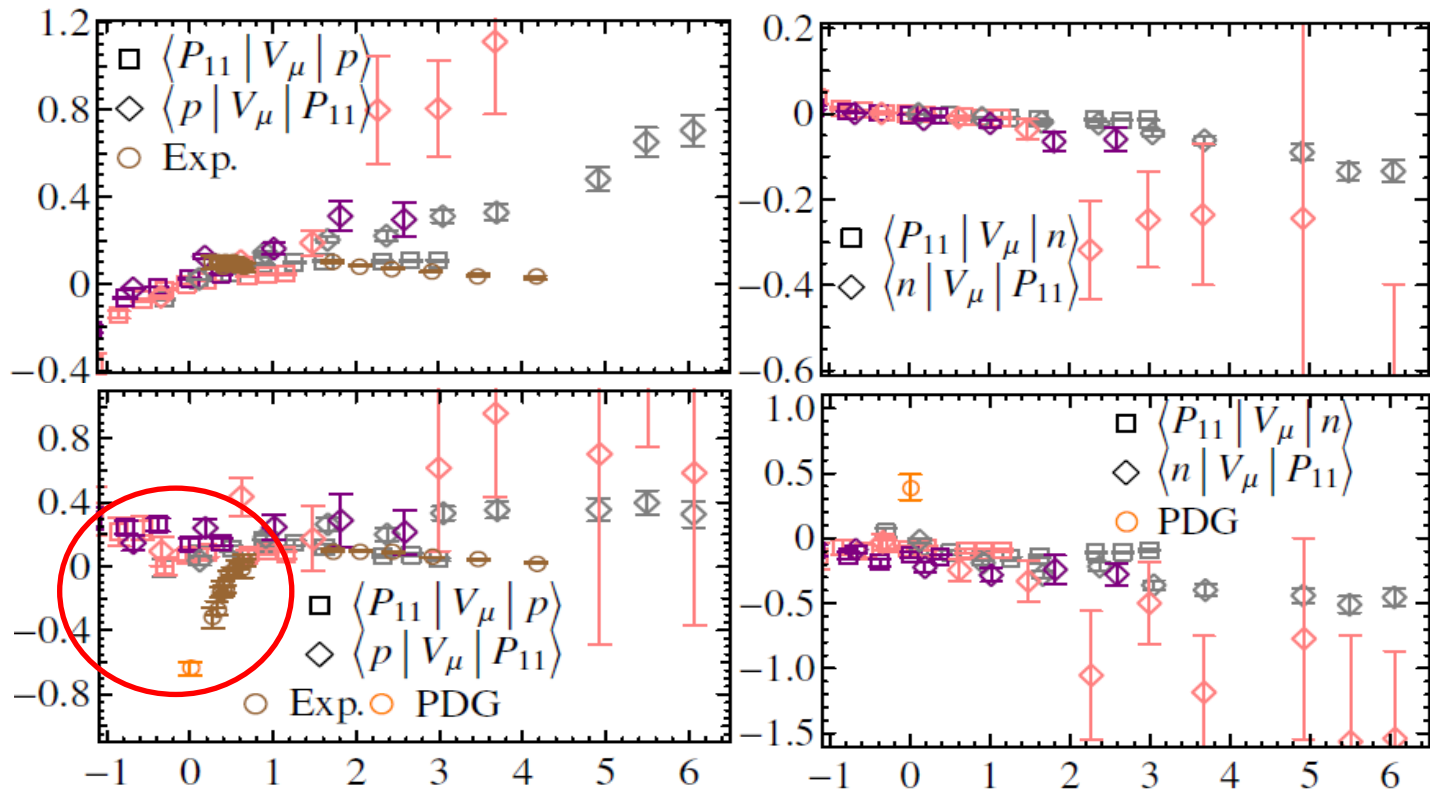 1.2
0.8
0.4
0
−0.4
⟨P₁₁ | Vμ | p⟩
⟨p | Vμ | P₁₁⟩
Exp.
0.2
0
−0.2
−0.4
−0.6
⟨P₁₁ | Vμ | n⟩
⟨n | Vμ | P₁₁⟩
0.8
0.4
0
−0.4
−0.8
⟨P₁₁ | Vμ | p⟩
⟨p | Vμ | P₁₁⟩
Exp. PDG
−1 0 1 2 3 4 5 6
1.0
0.5
0
−0.5
−1.0
−1.5
⟨P₁₁ | Vμ | n⟩
⟨n | Vμ | P₁₁⟩
PDG
−1 0 1 2 3 4 5 6